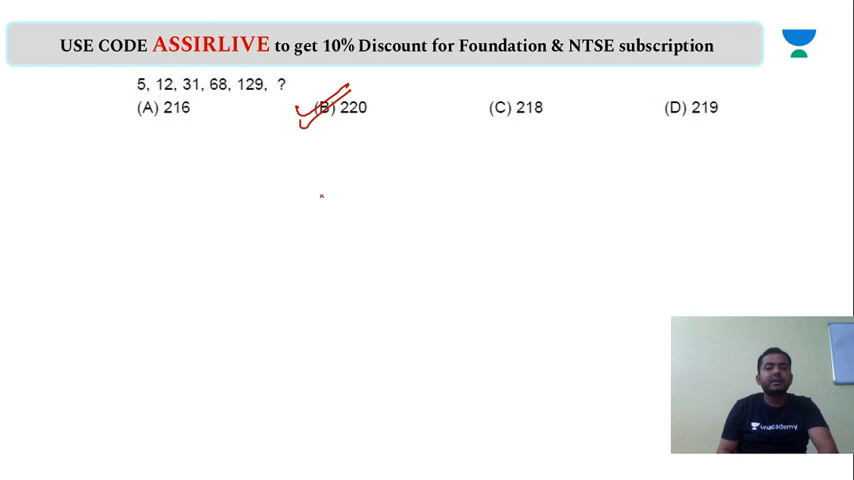 USE CODE ASSIRLIVE to get 10% Discount for Foundation & NTSE subscription
5, 12, 31, 68, 129, ?
(A) 216 (B) 220 (C) 218 (D) 219
unacademy